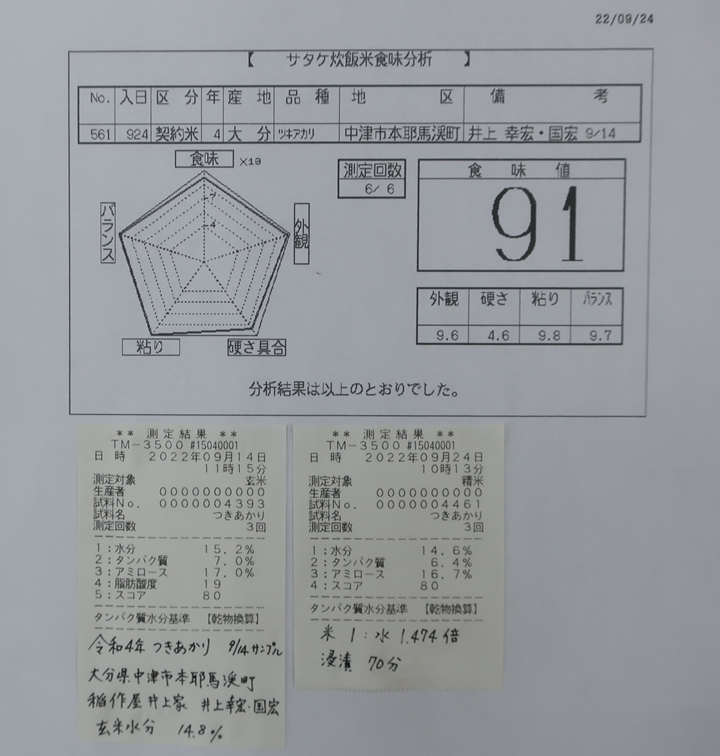 22/09/24
【 サタケ炊飯米食味分析 】
No. 入日 区分 年 産地 品種 地区 備考
561 924 契約米 4 大分 ﾂｷｱｶﾘ 中津市本耶馬渓町 井上 幸宏・国宏 9/14
食味 ×10
7
4
バランス
外観
粘り
硬さ具合
測定回数
6/ 6
食味値
91
外観 硬さ 粘り ﾊﾞﾗﾝｽ
9.6 4.6 9.8 9.7
分析結果は以上のとおりでした。
** 測定結果 **
TM-3500 #15040001
日 時 2022年09月14日
11時15分
測定対象 玄米
生産者 0000000000
試料No. 0000004393
試料名 つきあかり
測定回数 3回
1:水分 15.2%
2:タンパク質 7.0%
3:アミロース 17.0%
4:脂肪酸度 19
5:スコア 80
タンパク質水分基準 【乾物換算】
令和4年 つきあかり 9/14 サンプル
大分県中津市本耶馬渓町
稲作屋 井上家 井上幸宏・国宏
玄米水分 14.8%
** 測定結果 **
TM-3500 #15040001
日 時 2022年09月24日
10時13分
測定対象 精米
生産者 0000000000
試料No. 0000004461
試料名 つきあかり
測定回数 3回
1:水分 14.6%
2:タンパク質 6.4%
3:アミロース 16.7%
4:スコア 80
タンパク質水分基準 【乾物換算】
米 1:水 1.474倍
浸漬 70分